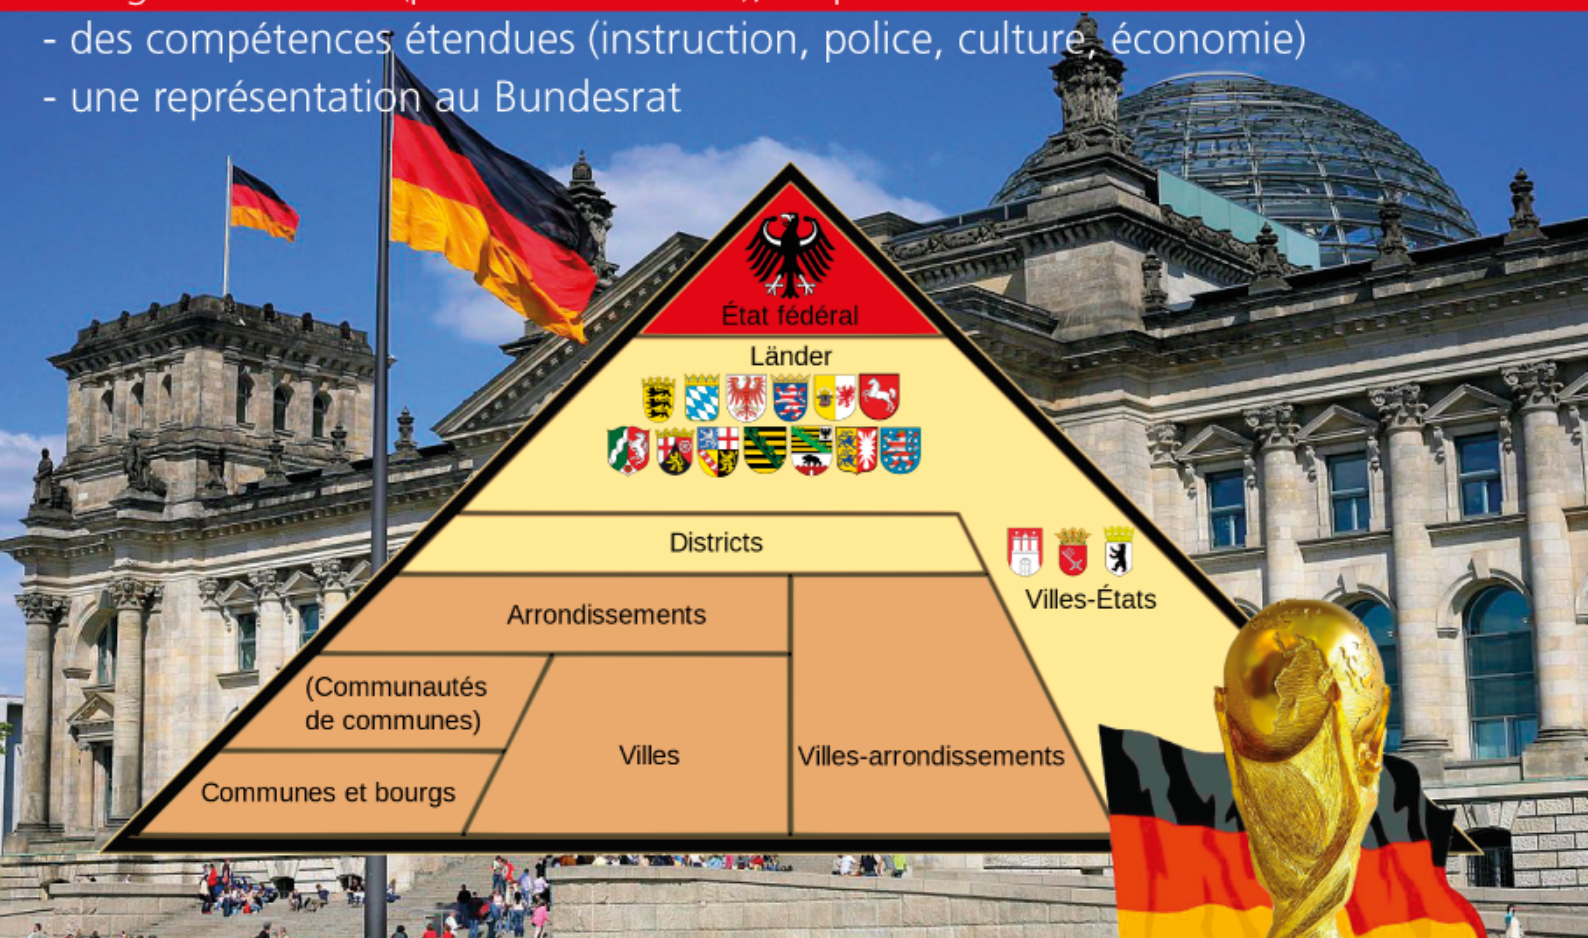 - des compétences étendues (instruction, police, culture, économie)
- une représentation au Bundesrat
État fédéral
Länder
Districts
Villes-États
Arrondissements
(Communautés
de communes)
Villes
Villes-arrondissements
Communes et bourgs